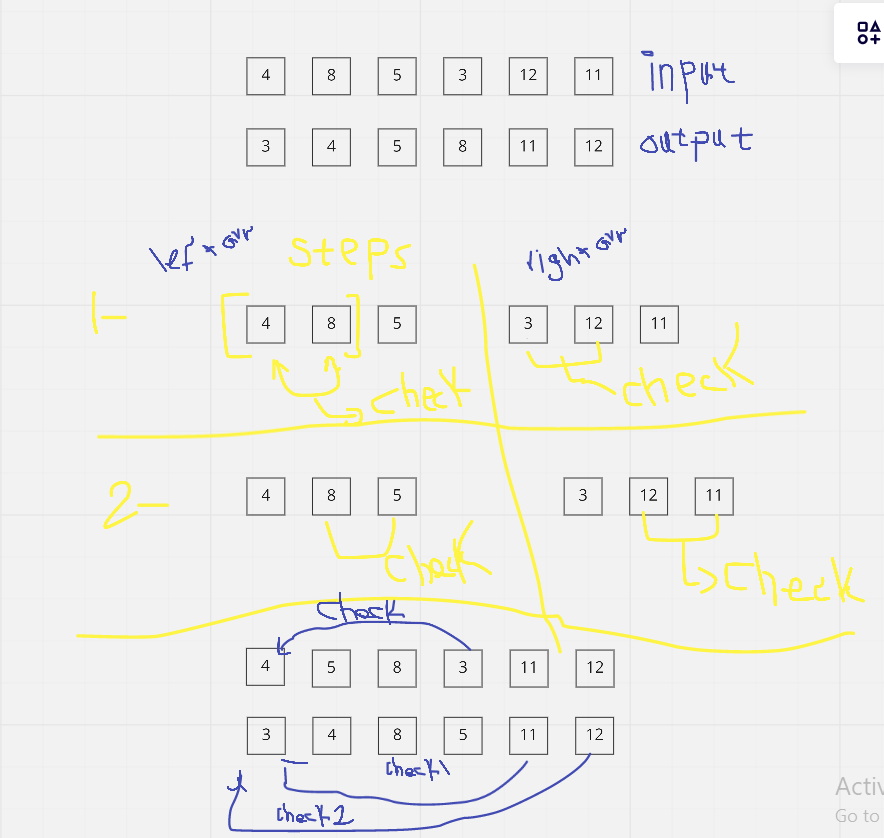 4 8 5 3 12 11 input
3 4 5 8 11 12 output
left arr steps right arr
1- 4 8 5 3 12 11
check check
2- 4 8 5 3 12 11
check check
check
4 5 8 3 11 12
3 4 8 5 11 12
check1
check2
Activ
Go to